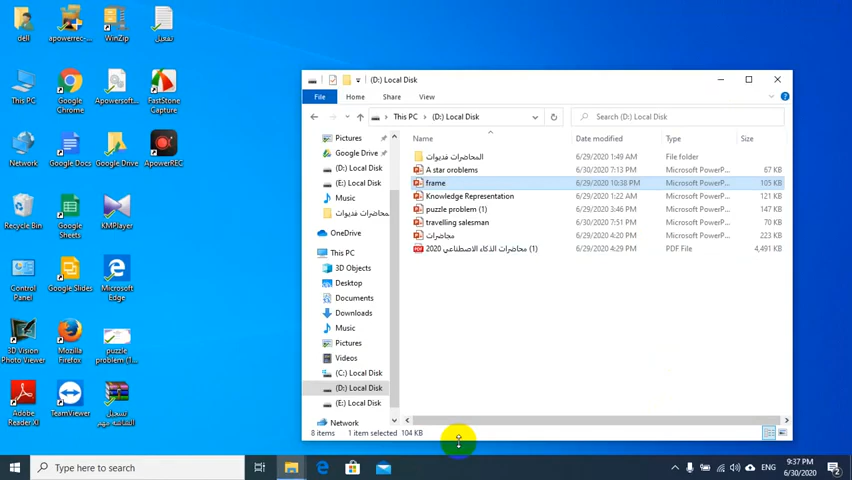 dell
apowerrec-...
WinZip
تفعيل
This PC
Google Chrome
Apowersoft...
FastStone Capture
Network
Google Docs
Google Drive
ApowerREC
Recycle Bin
Google Sheets
KMPlayer
Control Panel
Google Slides
Microsoft Edge
3D Vision Photo Viewer
Mozilla Firefox
puzzle problem (1...
Adobe Reader XI
TeamViewer
تسجيل الشاشة مهم
(D:) Local Disk
File Home Share View
This PC
(D:) Local Disk
Search (D:) Local Disk
Pictures
Google Drive
(D:) Local Disk
(E:) Local Disk
Music
المحاضرات فديوات
OneDrive
This PC
3D Objects
Desktop
Documents
Downloads
Music
Pictures
Videos
(C:) Local Disk
(D:) Local Disk
(E:) Local Disk
Network
Name Date modified Type Size
المحاضرات فديوات 6/29/2020 1:49 AM File folder
A star oroblems 6/30/2020 7:13 PM Microsoft PowerP... 67 KB
frame 6/29/2020 10:38 PM Microsoft PowerP... 105 KB
Knowledge Representation 6/29/2020 1:22 AM Microsoft PowerP... 121 KB
puzzle problem (1) 6/29/2020 3:46 PM Microsoft PowerP... 147 KB
travelling salesman 6/30/2020 7:51 PM Microsoft PowerP... 70 KB
محاضرات 6/29/2020 4:20 PM Microsoft PowerP... 223 KB
محاضرات الذكاء الاصطناعي 2020 (1) 6/29/2020 4:29 PM PDF File 4,491 KB
8 items 1 item selected 104 KB
Type here to search
ENG
9:37 PM
6/30/2020
2